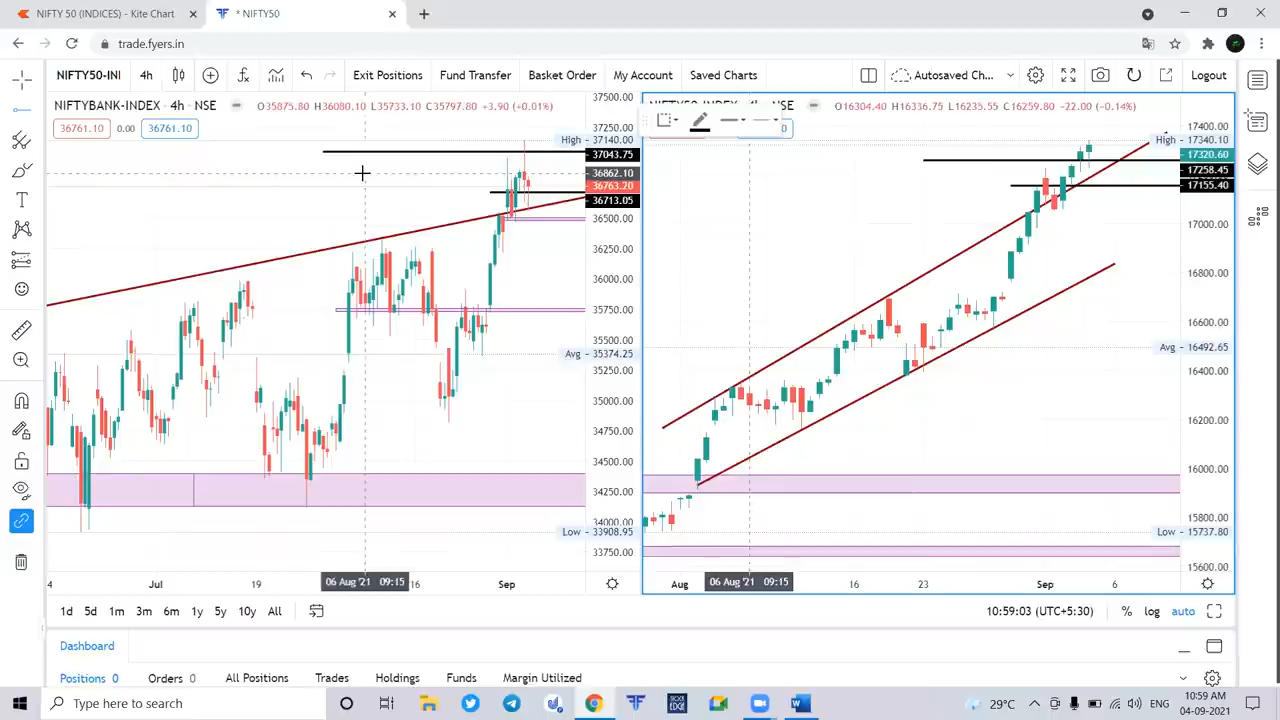 NIFTY 50 (INDICES) - Kite Chart
* NIFTY50
trade.fyers.in
NIFTY50-INI
4h
Exit Positions
Fund Transfer
Basket Order
My Account
Saved Charts
Autosaved Ch...
Logout
NIFTYBANK-INDEX · 4h · NSE
O35875.80 H36080.10 L35733.10 C35797.80 +3.90 (+0.01%)
36761.10
0.00
36761.10
37500.00
37250.00
High
37140.00
37043.75
36862.10
36763.20
36713.05
36500.00
36250.00
36000.00
35750.00
35500.00
Avg
35374.25
35250.00
35000.00
34750.00
34500.00
34250.00
34000.00
Low
33908.95
33750.00
4
Jul
19
06 Aug '21 09:15
16
Sep
O16304.40 H16336.75 L16235.55 C16259.80 -22.00 (-0.14%)
17400.00
High
17340.10
17320.60
17258.45
17155.40
17000.00
16800.00
16600.00
Avg
16492.65
16400.00
16200.00
16000.00
15800.00
Low
15737.80
15600.00
Aug
06 Aug '21 09:15
16
23
Sep
6
1d
5d
1m
3m
6m
1y
5y
10y
All
10:59:03 (UTC+5:30)
%
log
auto
Dashboard
Positions 0
Orders 0
All Positions
Trades
Holdings
Funds
Margin Utilized
Type here to search
29°C
ENG
10:59 AM
04-09-2021